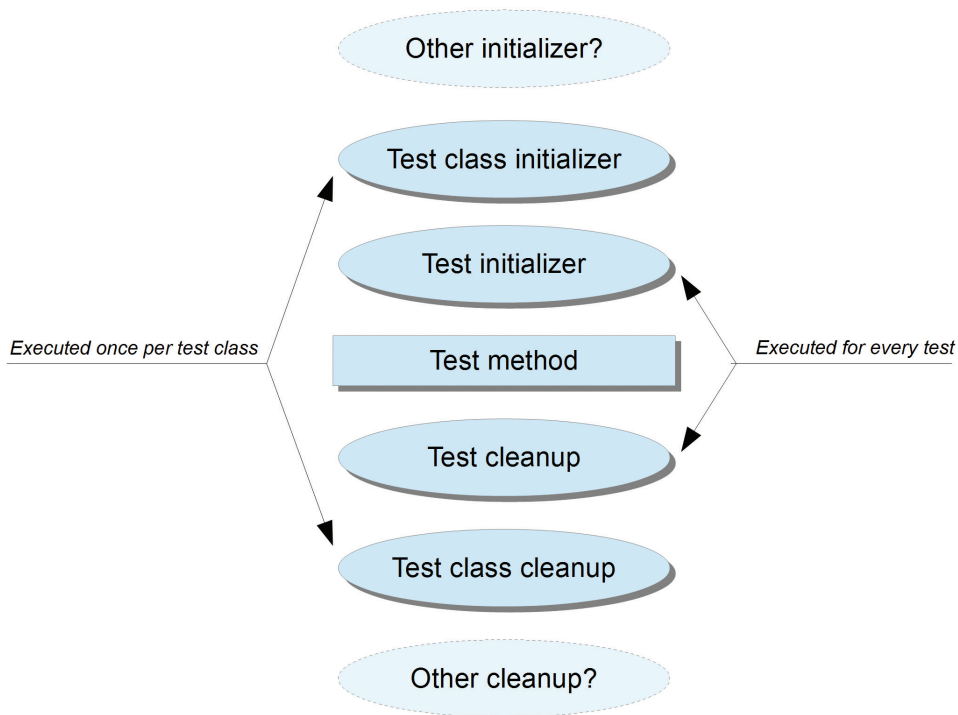 Other initializer?
Test class initializer
Test initializer
Executed once per test class
Test method
Executed for every test
Test cleanup
Test class cleanup
Other cleanup?